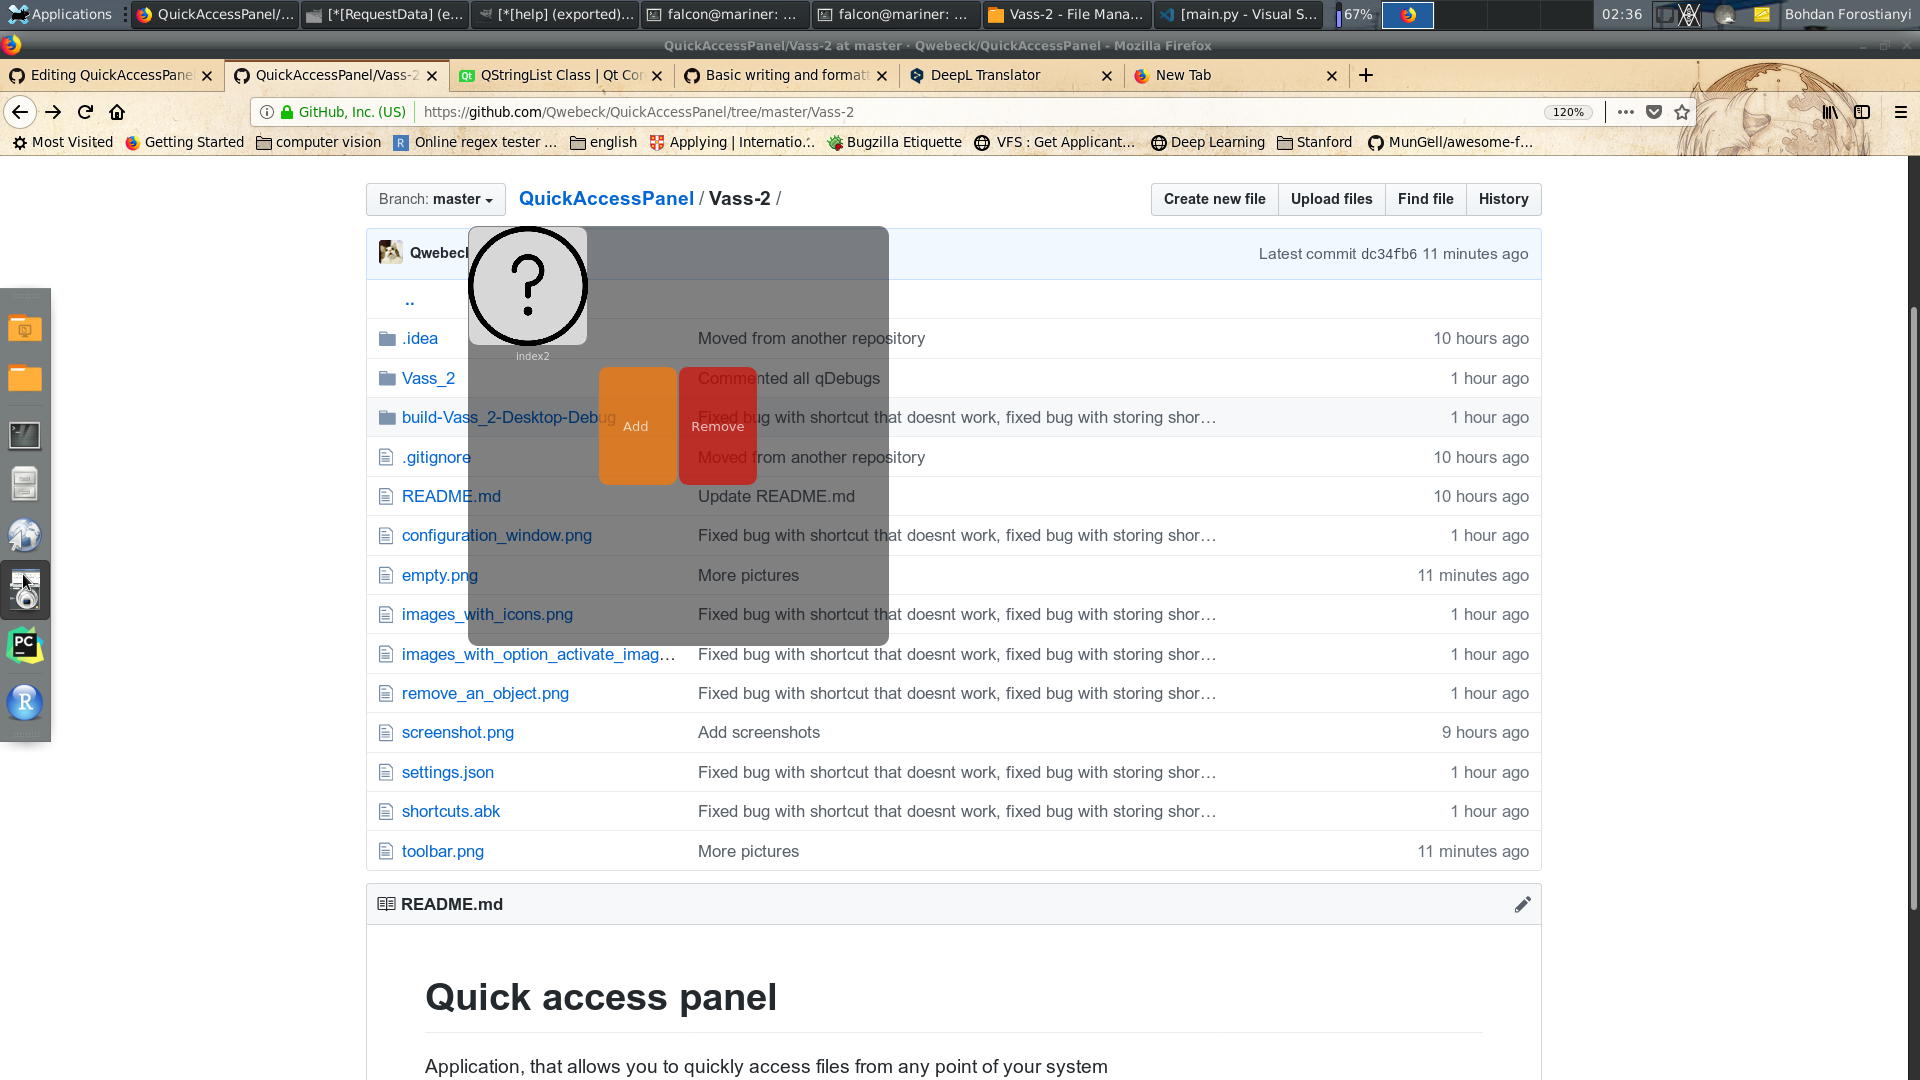 Applications
QuickAccessPanel/...
[*[RequestData] (e...
[*[help] (exported)...
falcon@mariner: ...
falcon@mariner: ...
Vass-2 - File Mana...
[main.py - Visual S...
67%
02:36
Bohdan Forostianyi
QuickAccessPanel/Vass-2 at master · Qwebeck/QuickAccessPanel - Mozilla Firefox
Editing QuickAccessPane
QuickAccessPanel/Vass-2
Qt QStringList Class | Qt Cor
Basic writing and formatt
DeepL Translator
New Tab
GitHub, Inc. (US)
https://github.com/Qwebeck/QuickAccessPanel/tree/master/Vass-2
120%
Most Visited
Getting Started
computer vision
R Online regex tester ...
english
Applying | Internatio...
Bugzilla Etiquette
VFS : Get Applicant...
Deep Learning
Stanford
MunGell/awesome-f...
Branch: master
QuickAccessPanel / Vass-2 /
Create new file
Upload files
Find file
History
Latest commit dc34fb6 11 minutes ago
?
index2
..
.idea
Moved from another repository
10 hours ago
Vass_2
Commented all qDebugs
1 hour ago
build-Vass_2-Desktop-Debug
Fixed bug with shortcut that doesnt work, fixed bug with storing shor...
1 hour ago
Add
Remove
.gitignore
Moved from another repository
10 hours ago
README.md
Update README.md
10 hours ago
configuration_window.png
Fixed bug with shortcut that doesnt work, fixed bug with storing shor...
1 hour ago
empty.png
More pictures
11 minutes ago
images_with_icons.png
Fixed bug with shortcut that doesnt work, fixed bug with storing shor...
1 hour ago
images_with_option_activate_imag...
Fixed bug with shortcut that doesnt work, fixed bug with storing shor...
1 hour ago
remove_an_object.png
Fixed bug with shortcut that doesnt work, fixed bug with storing shor...
1 hour ago
screenshot.png
Add screenshots
9 hours ago
settings.json
Fixed bug with shortcut that doesnt work, fixed bug with storing shor...
1 hour ago
shortcuts.abk
Fixed bug with shortcut that doesnt work, fixed bug with storing shor...
1 hour ago
toolbar.png
More pictures
11 minutes ago
PC
R
README.md
Quick access panel
Application, that allows you to quickly access files from any point of your system